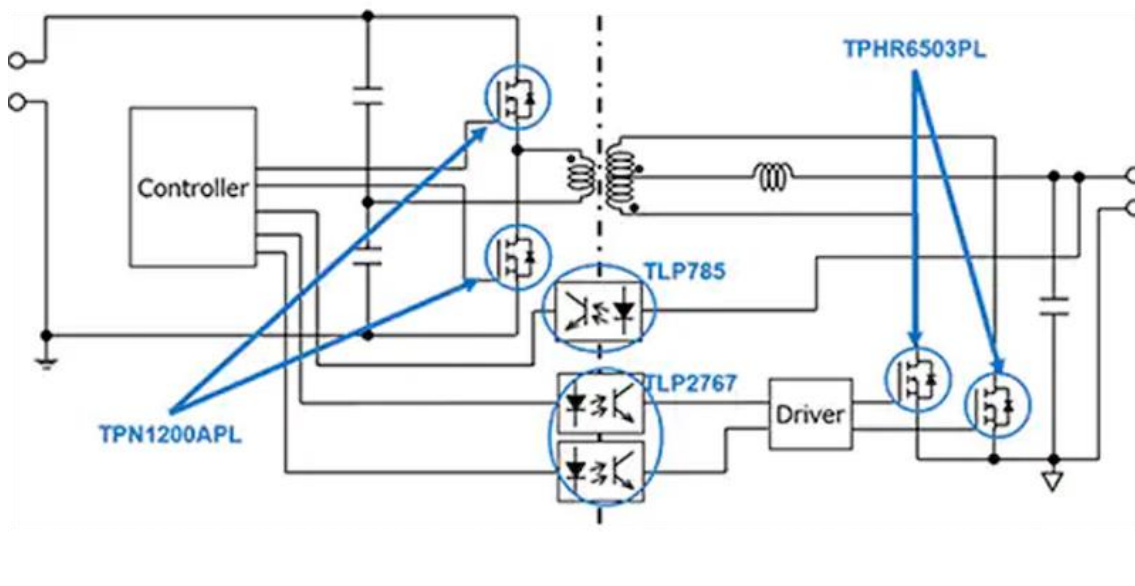 TPHR6503PL
Controller
TLP785
TLP2767
Driver
TPN1200APL